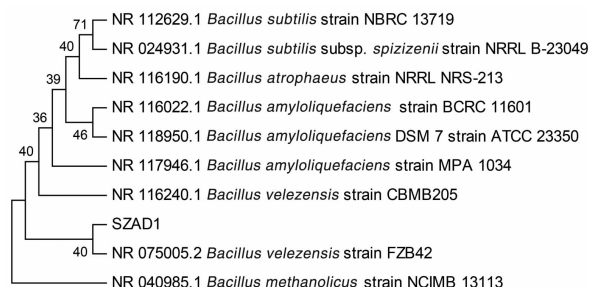 71 NR 112629.1 Bacillus subtilis strain NBRC 13719
40 NR 024931.1 Bacillus subtilis subsp. spizizenii strain NRRL B-23049
39 NR 116190.1 Bacillus atrophaeus strain NRRL NRS-213
36 NR 116022.1 Bacillus amyloliquefaciens strain BCRC 11601
46 NR 118950.1 Bacillus amyloliquefaciens DSM 7 strain ATCC 23350
40 NR 117946.1 Bacillus amyloliquefaciens strain MPA 1034
NR 116240.1 Bacillus velezensis strain CBMB205
SZAD1
40 NR 075005.2 Bacillus velezensis strain FZB42
NR 040985.1 Bacillus methanolicus strain NCIMB 13113